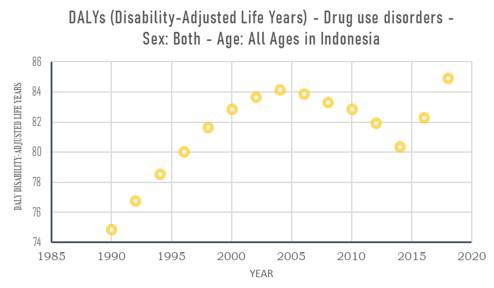 DALYs (Disability-Adjusted Life Years) - Drug use disorders -
Sex: Both - Age: All Ages in Indonesia
DALY DISABILITY-ADJUSTED LIFE YEARS
86
84
82
80
78
76
74
1985 1990 1995 2000 2005 2010 2015 2020
YEAR